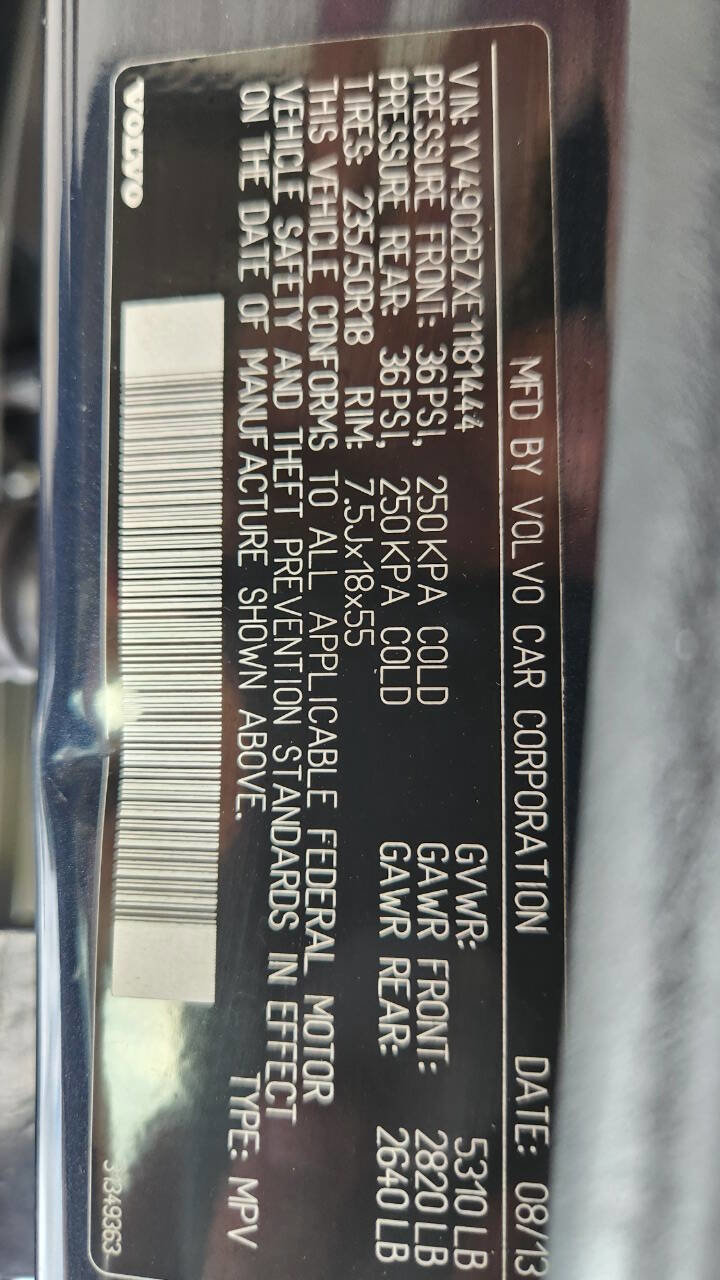 MFD BY VOLVO CAR CORPORATION DATE: 08/13
VIN: YV4902BZXE1181444 GVWR: 5310 LB
PRESSURE FRONT: 36PSI, 250KPA COLD GAWR FRONT: 2820 LB
PRESSURE REAR: 36PSI, 250KPA COLD GAWR REAR: 2640 LB
TIRES: 235/50R18 RIM: 7.5Jx18x55
THIS VEHICLE CONFORMS TO ALL APPLICABLE FEDERAL MOTOR
VEHICLE SAFETY AND THEFT PREVENTION STANDARDS IN EFFECT
ON THE DATE OF MANUFACTURE SHOWN ABOVE. TYPE: MPV
VOLVO 31349363